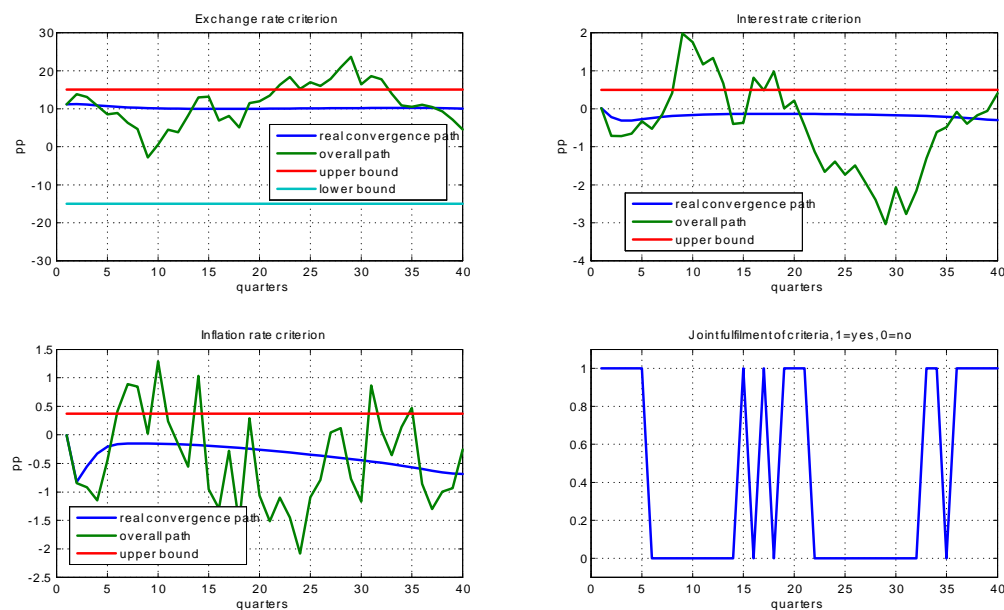 Exchange rate criterion
30
20
10
0
-10
-20
-30
pp
real convergence path
overall path
upper bound
lower bound
0 5 10 15 20 25 30 35 40
quarters
Interest rate criterion
2
1
0
-1
-2
-3
-4
pp
real convergence path
overall path
upper bound
0 5 10 15 20 25 30 35 40
quarters
Inflation rate criterion
1.5
1
0.5
0
-0.5
-1
-1.5
-2
-2.5
pp
real convergence path
overall path
upper bound
0 5 10 15 20 25 30 35 40
quarters
Joint fulfilment of criteria, 1=yes, 0=no
1
0.8
0.6
0.4
0.2
0
0 5 10 15 20 25 30 35 40
quarters